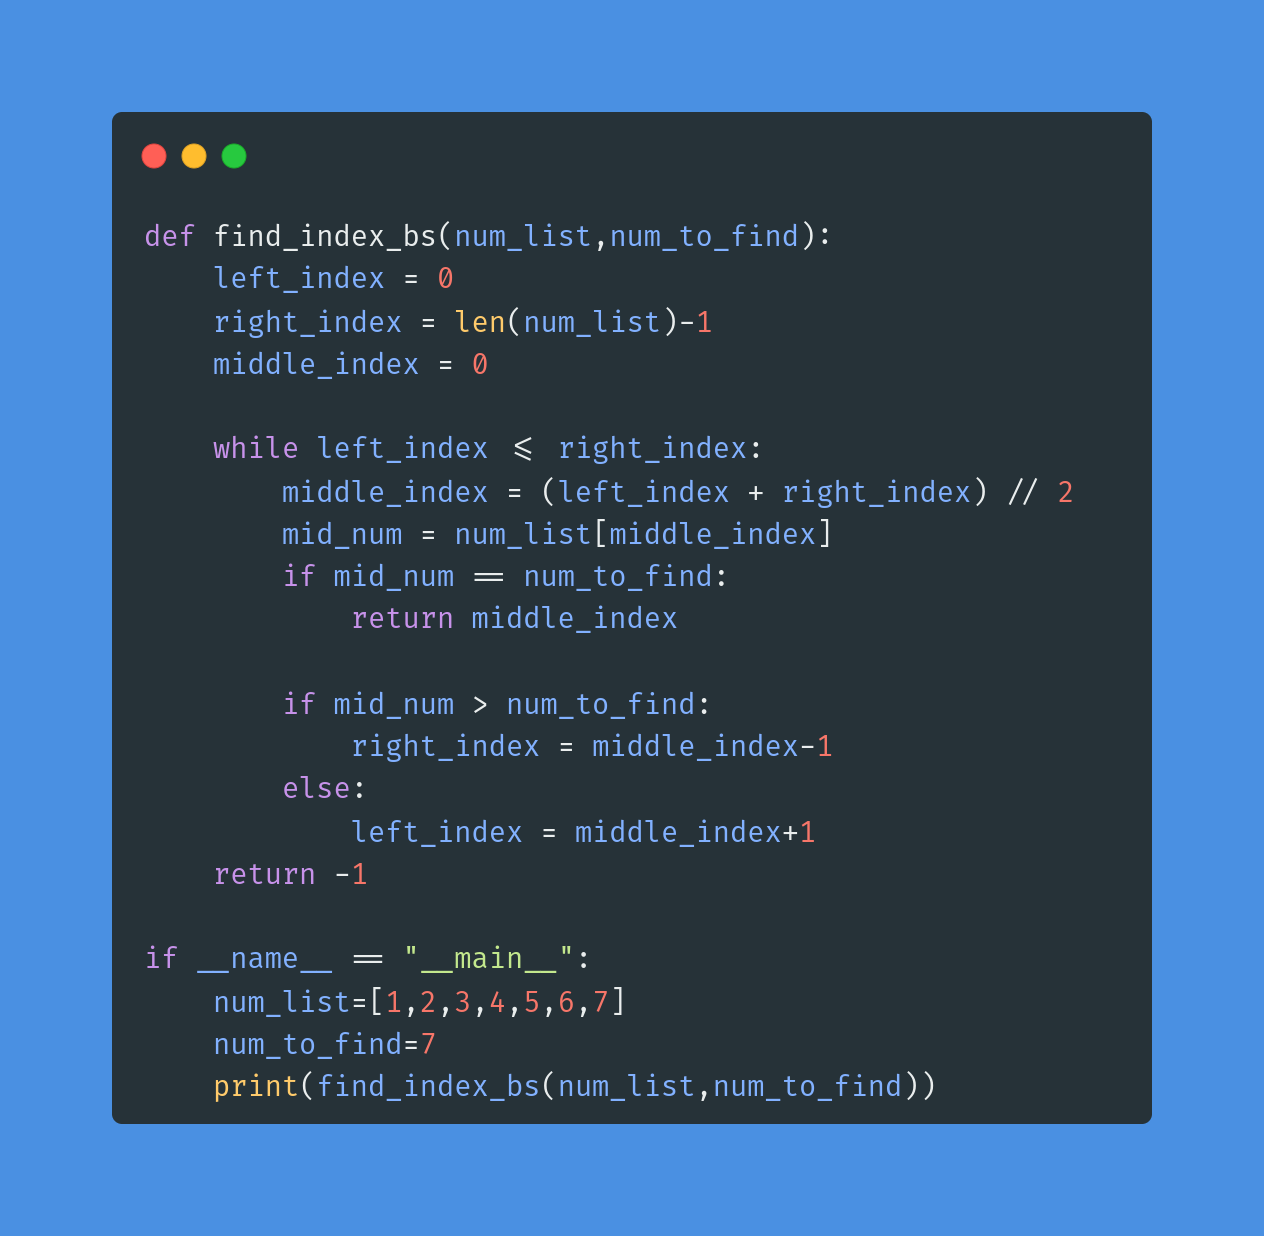 def find_index_bs(num_list,num_to_find):
    left_index = 0
    right_index = len(num_list)-1
    middle_index = 0

    while left_index <= right_index:
        middle_index = (left_index + right_index) // 2
        mid_num = num_list[middle_index]
        if mid_num == num_to_find:
            return middle_index

        if mid_num > num_to_find:
            right_index = middle_index-1
        else:
            left_index = middle_index+1
    return -1

if __name__ == "__main__":
    num_list=[1,2,3,4,5,6,7]
    num_to_find=7
    print(find_index_bs(num_list,num_to_find))